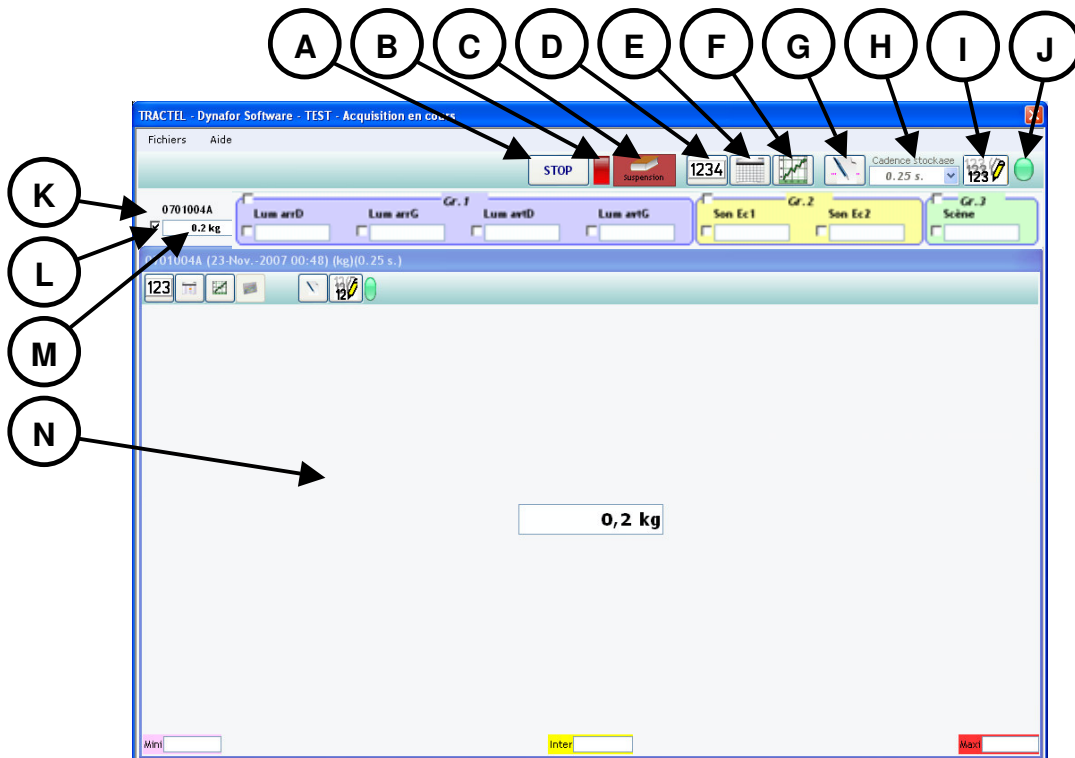 A B C D E F G H I J
TRACTEL - Dynafor Software - TEST - Acquisition en cours
Fichiers Aide
STOP Suspension 1234 Cadence stockage
0.25 s. 123
K
0701004A Gr. 1 Gr. 2 Gr. 3
Lum arrD Lum arrG Lum avtD Lum avtG Son Ec1 Son Ec2 Scène
0.2 kg
L
0701004A (23-Nov.-2007 00:48) (kg)(0.25 s.)
123 12
M
N
0,2 kg
Mini Inter Maxi